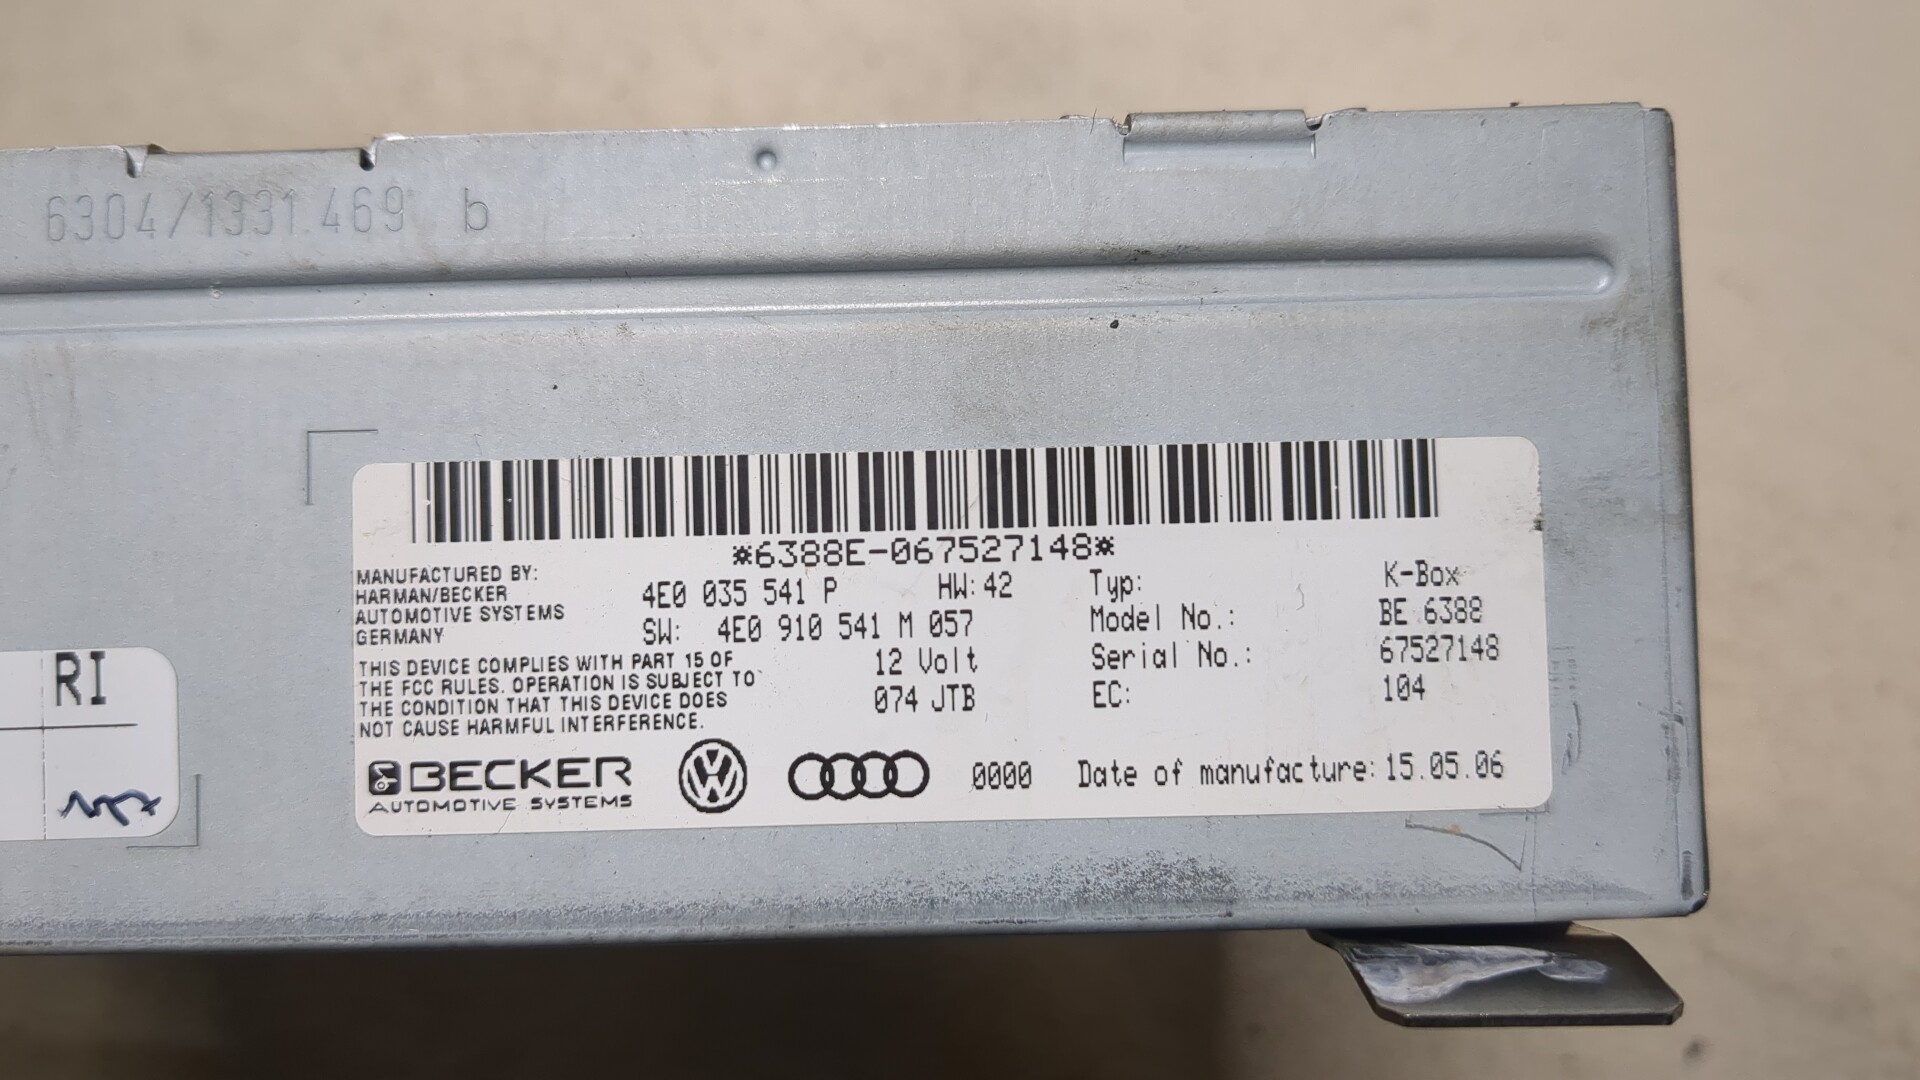 6304/1331.469 b
*6388E-067527148*
MANUFACTURED BY:
HARMAN/BECKER
AUTOMOTIVE SYSTEMS
GERMANY
4E0 035 541 P HW: 42
SW: 4E0 910 541 M 057
12 Volt
074 JTB
THIS DEVICE COMPLIES WITH PART 15 OF
THE FCC RULES. OPERATION IS SUBJECT TO
THE CONDITION THAT THIS DEVICE DOES
NOT CAUSE HARMFUL INTERFERENCE.
Typ: K-Box
Model No.: BE 6388
Serial No.: 67527148
EC: 104
BECKER
AUTOMOTIVE SYSTEMS
0000 Date of manufacture: 15.05.06
RI